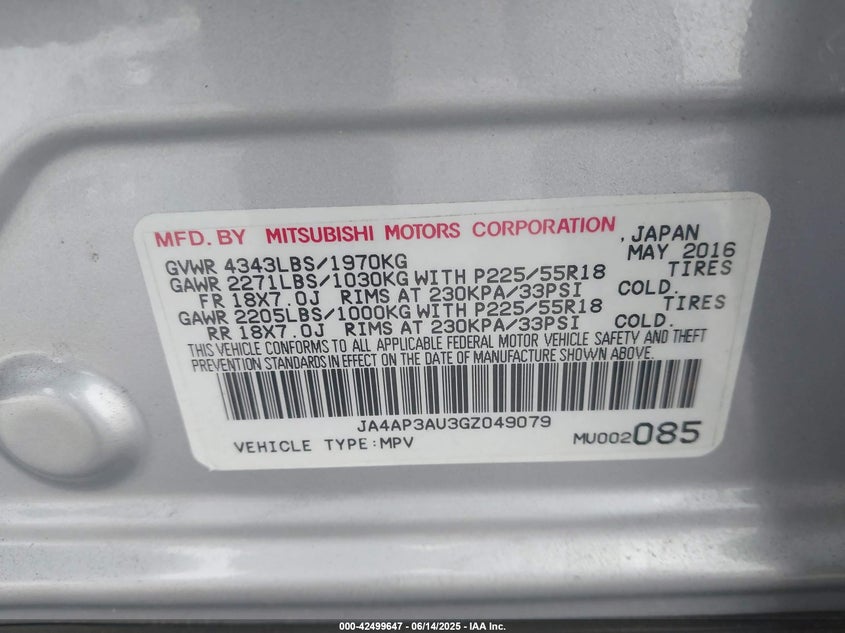 MFD. BY MITSUBISHI MOTORS CORPORATION , JAPAN
GVWR 4343LBS/1970KG MAY 2016
GAWR 2271LBS/1030KG WITH P225/55R18 TIRES
FR 18X7.0J RIMS AT 230KPA/33PSI COLD.
GAWR 2205LBS/1000KG WITH P225/55R18 TIRES
RR 18X7.0J RIMS AT 230KPA/33PSI COLD.
THIS VEHICLE CONFORMS TO ALL APPLICABLE FEDERAL MOTOR VEHICLE SAFETY AND THEFT
PREVENTION STANDARDS IN EFFECT ON THE DATE OF MANUFACTURE SHOWN ABOVE.
JA4AP3AU3GZ049079
VEHICLE TYPE:MPV MU002085
000-42499647 - 06/14/2025 - IAA Inc.